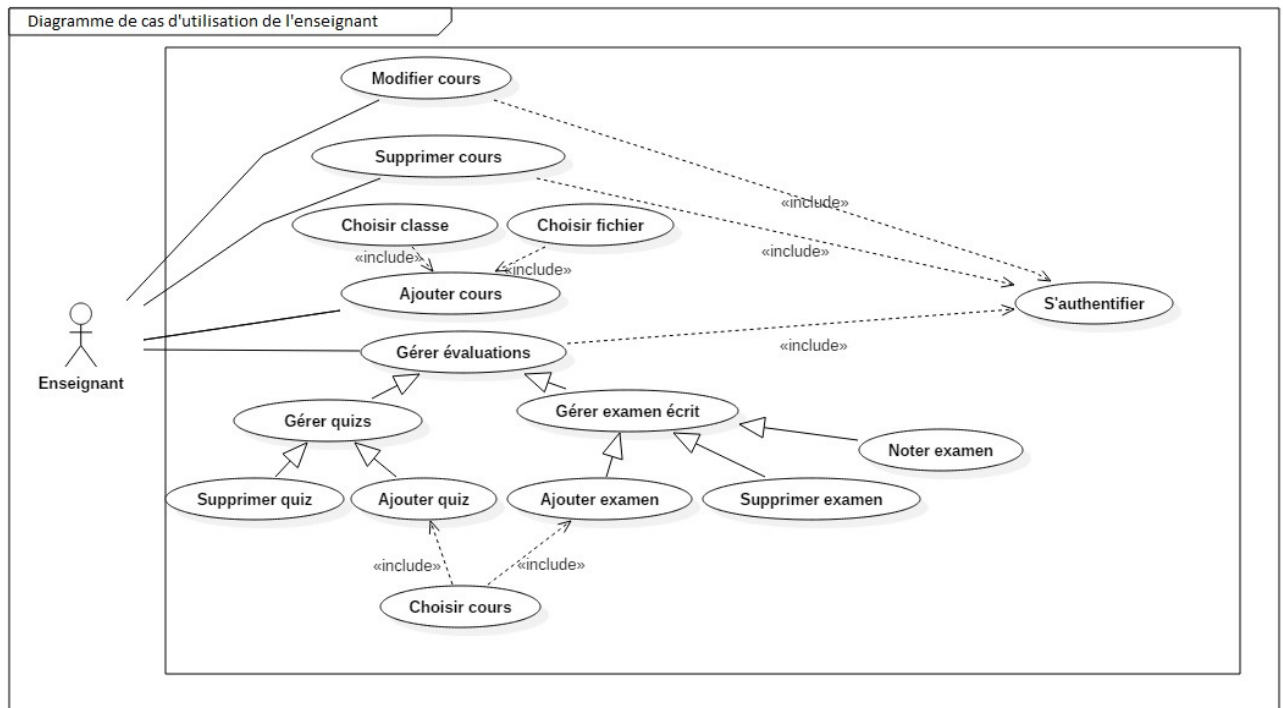 Diagramme de cas d'utilisation de l'enseignant
Modifier cours
Supprimer cours
«include»
Choisir classe
Choisir fichier
«include»
«include»
«include»
Ajouter cours
S'authentifier
Gérer évaluations
«include»
Enseignant
Gérer quizs
Gérer examen écrit
Noter examen
Supprimer quiz
Ajouter quiz
Ajouter examen
Supprimer examen
«include»
«include»
Choisir cours